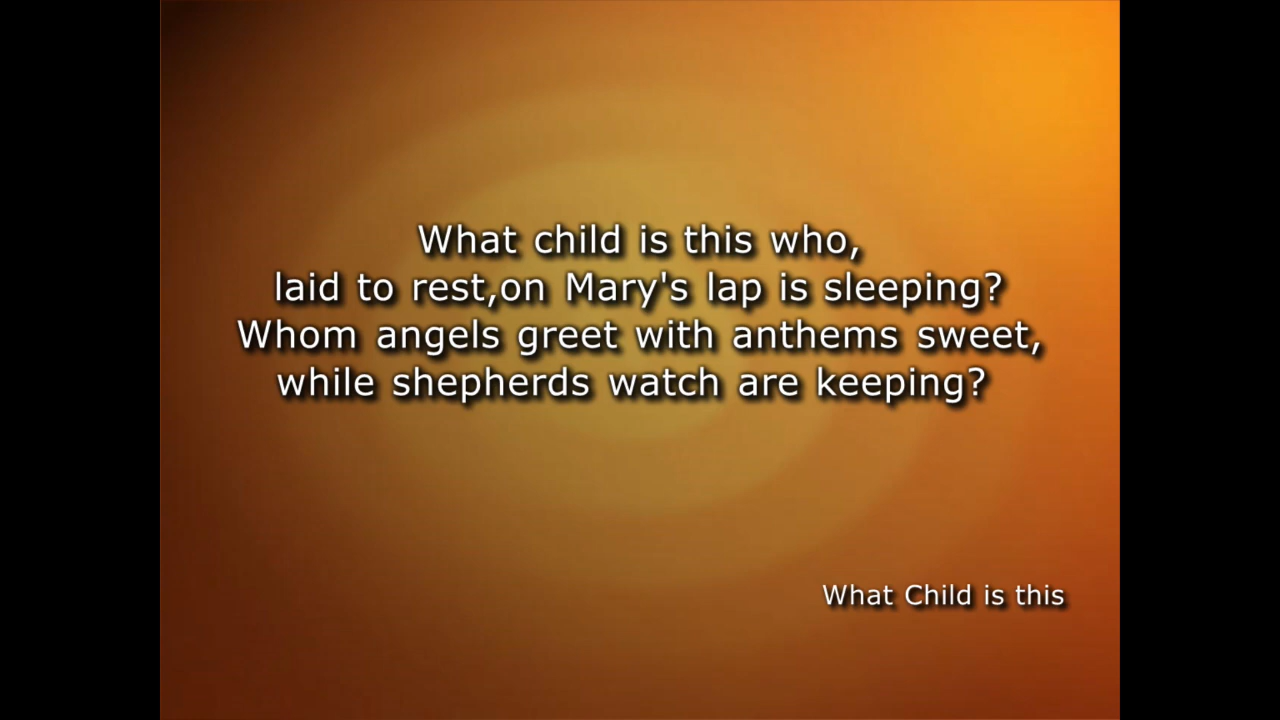 What child is this who,
laid to rest,on Mary's lap is sleeping?
Whom angels greet with anthems sweet,
while shepherds watch are keeping?
What Child is this